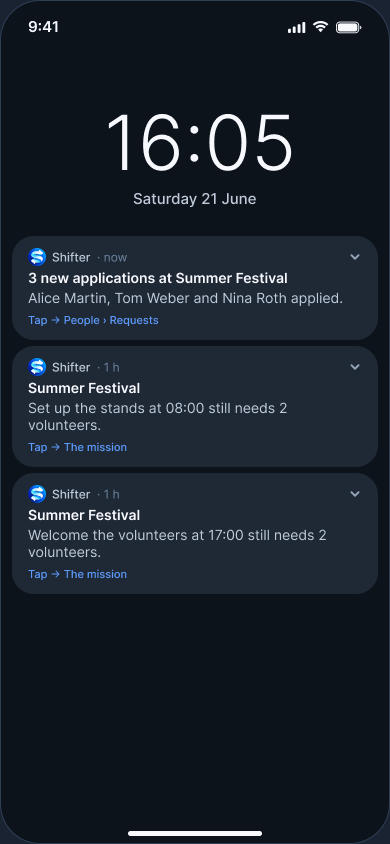 9:41
16:05
Saturday 21 June
Shifter · now
3 new applications at Summer Festival
Alice Martin, Tom Weber and Nina Roth applied.
Tap → People › Requests
Shifter · 1 h
Summer Festival
Set up the stands at 08:00 still needs 2
volunteers.
Tap → The mission
Shifter · 1 h
Summer Festival
Welcome the volunteers at 17:00 still needs 2
volunteers.
Tap → The mission